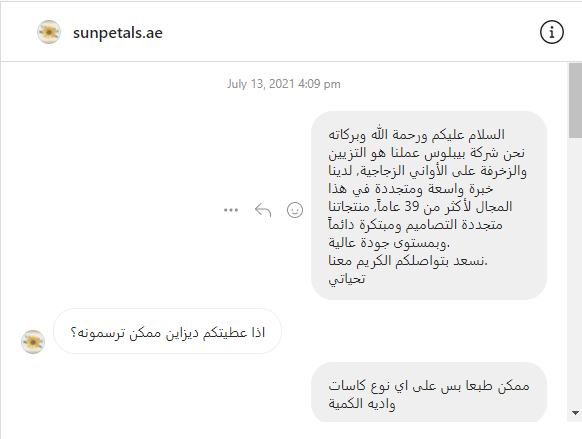 sunpetals.ae
July 13, 2021 4:09 pm
السلام عليكم ورحمة الله وبركاته
نحن شركة بيبلوس عملنا هو التزيين
والزخرفة على الأواني الزجاجية, لدينا
خبرة واسعة ومتجددة في هذا
المجال لأكثر من 39 عاماً, منتجاتنا
متجددة التصاميم ومبتكرة دائماً
وبمستوى جودة عالية.
نسعد بتواصلكم الكريم معنا.
تحياتي
اذا عطيتكم ديزاين ممكن ترسمونه؟
ممكن طبعا بس على اي نوع كاسات
واديه الكمية